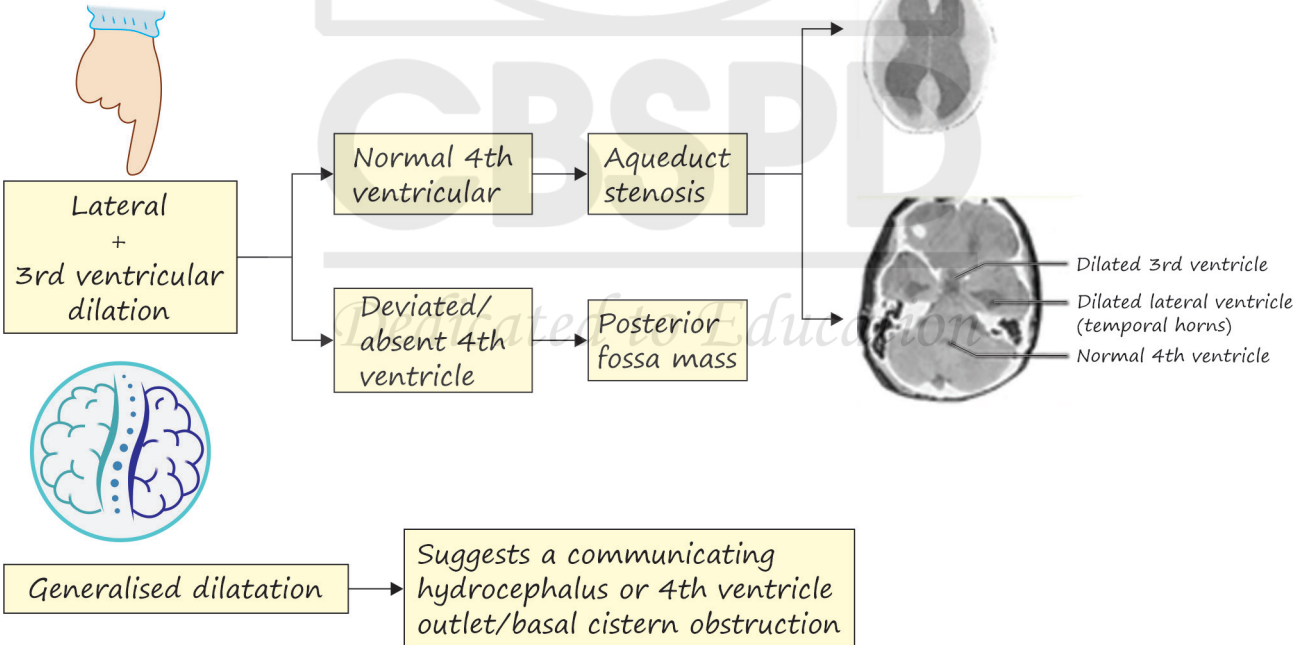 CBSPD
Dedicated to Education
Lateral
+
3rd ventricular
dilation
Normal 4th
ventricular
Aqueduct
stenosis
Deviated/
absent 4th
ventricle
Posterior
fossa mass
Dilated 3rd ventricle
Dilated lateral ventricle
(temporal horns)
Normal 4th ventricle
Generalised dilatation
Suggests a communicating
hydrocephalus or 4th ventricle
outlet/basal cistern obstruction